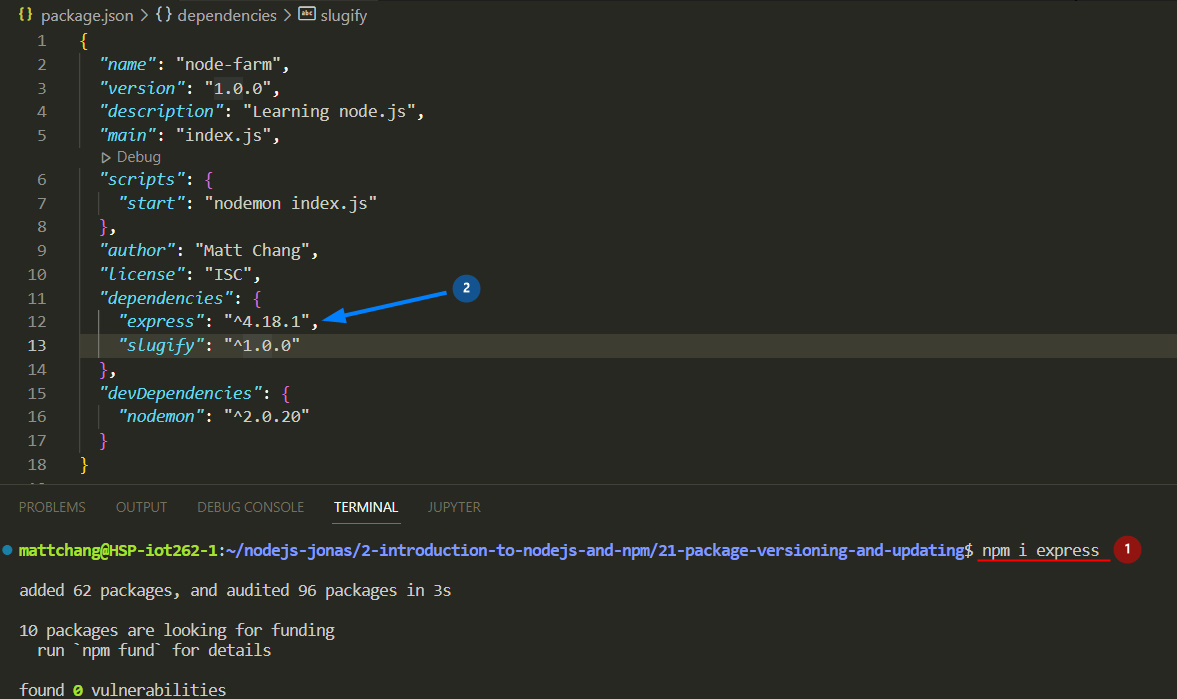 {} package.json > {} dependencies > abc slugify
1 {
2 "name": "node-farm",
3 "version": "1.0.0",
4 "description": "Learning node.js",
5 "main": "index.js",
Debug
6 "scripts": {
7 "start": "nodemon index.js"
8 },
9 "author": "Matt Chang",
10 "license": "ISC",
11 "dependencies": {
2
12 "express": "^4.18.1",
13 "slugify": "^1.0.0"
14 },
15 "devDependencies": {
16 "nodemon": "^2.0.20"
17 }
18 }
PROBLEMS OUTPUT DEBUG CONSOLE TERMINAL JUPYTER
mattchang@HSP-iot262-1:~/nodejs-jonas/2-introduction-to-nodejs-and-npm/21-package-versioning-and-updating$ npm i express 1
added 62 packages, and audited 96 packages in 3s
10 packages are looking for funding
run `npm fund` for details
found 0 vulnerabilities